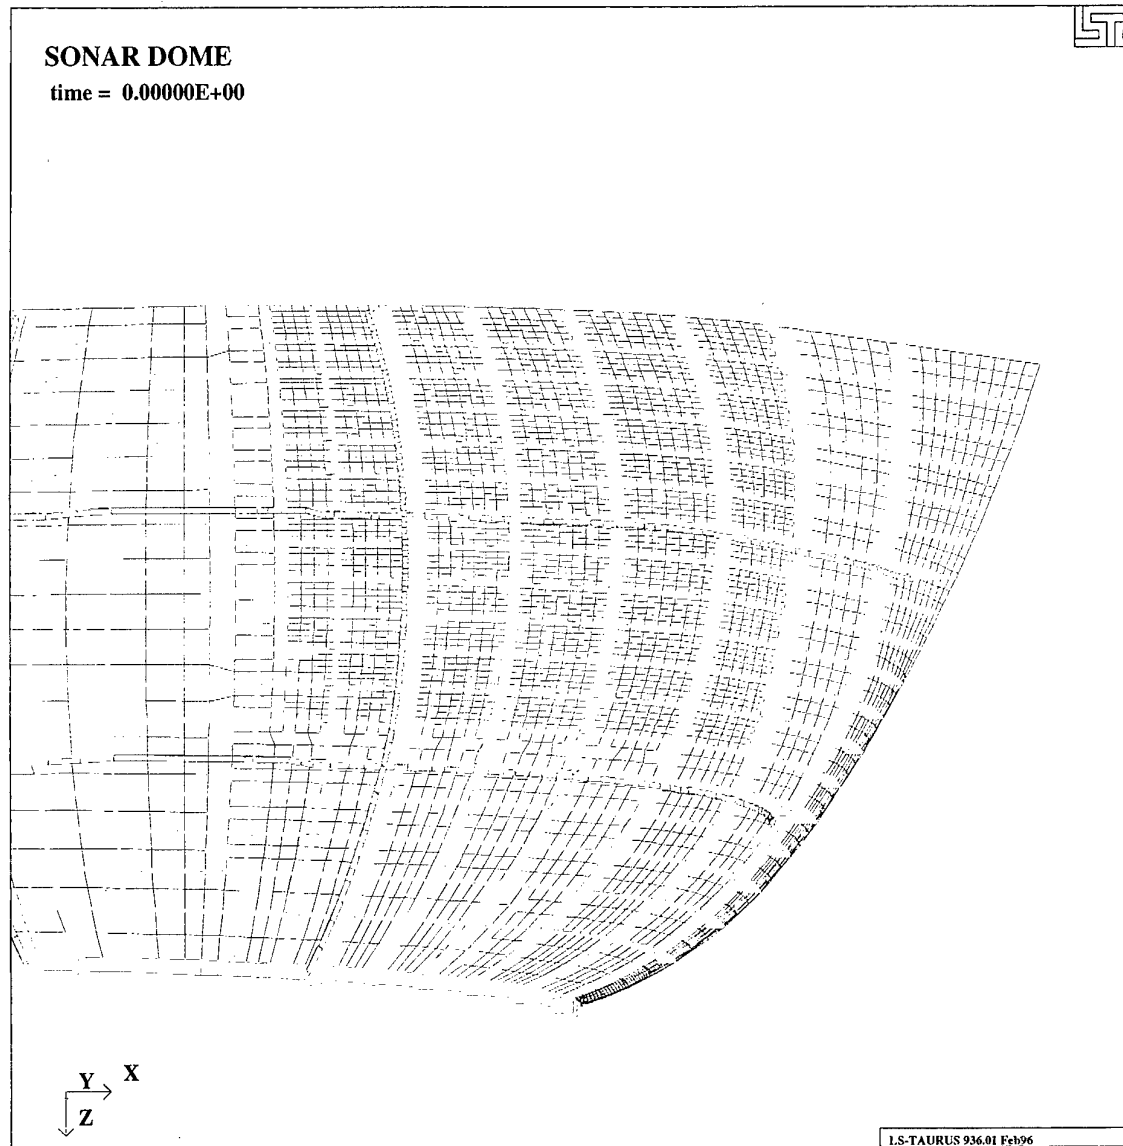 SONAR DOME
time = 0.00000E+00
Y X
Z
LS-TAURUS 936.01 Feb96